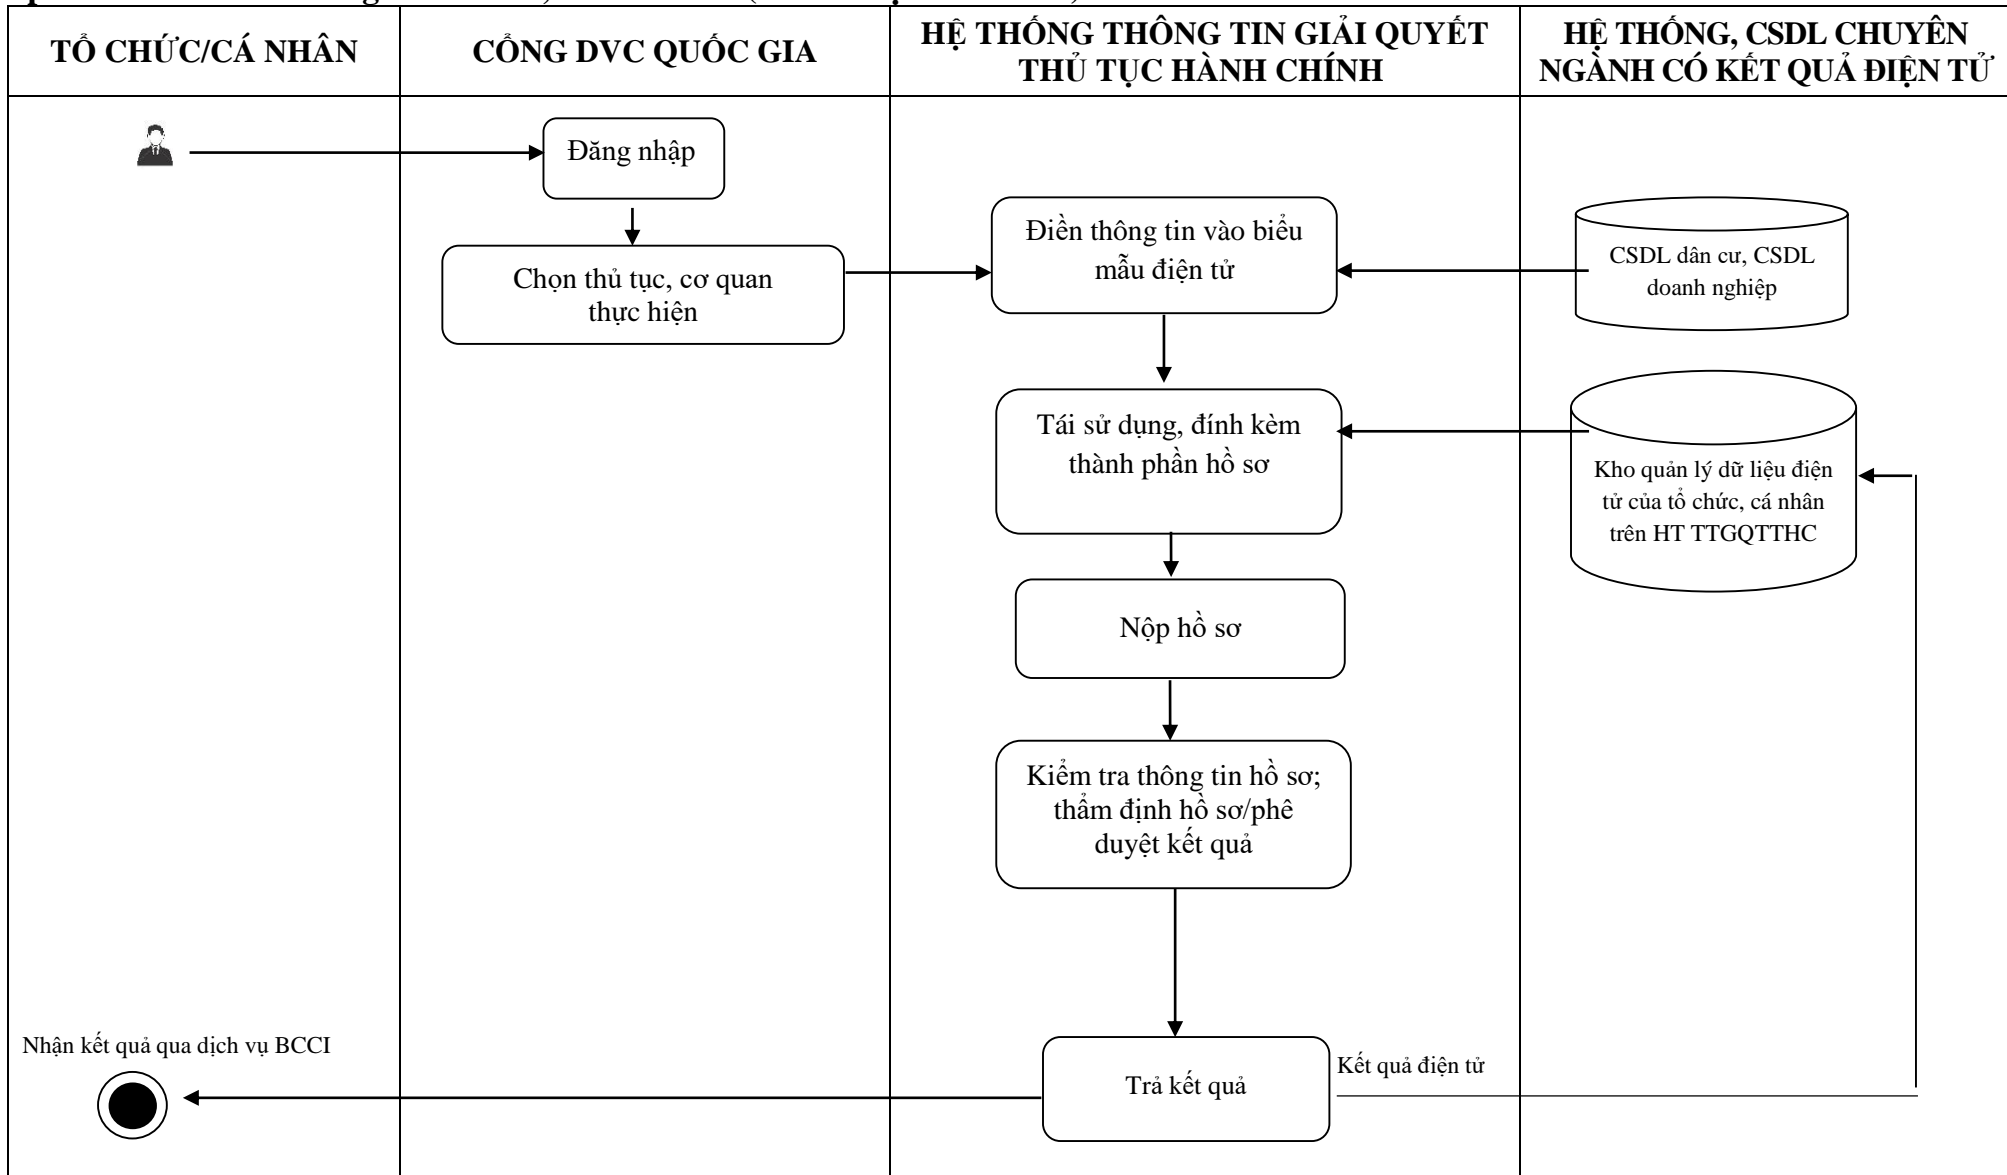 TỔ CHỨC/CÁ NHÂN
CỔNG DVC QUỐC GIA
HỆ THỐNG THÔNG TIN GIẢI QUYẾT
THỦ TỤC HÀNH CHÍNH
HỆ THỐNG, CSDL CHUYÊN
NGÀNH CÓ KẾT QUẢ ĐIỆN TỬ
Đăng nhập
Chọn thủ tục, cơ quan
thực hiện
Điền thông tin vào biểu
mẫu điện tử
CSDL dân cư, CSDL
doanh nghiệp
Tái sử dụng, đính kèm
thành phần hồ sơ
Kho quản lý dữ liệu điện
tử của tổ chức, cá nhân
trên HT TTGQTTHC
Nộp hồ sơ
Kiểm tra thông tin hồ sơ;
thẩm định hồ sơ/phê
duyệt kết quả
Nhận kết quả qua dịch vụ BCCI
Trả kết quả
Kết quả điện tử